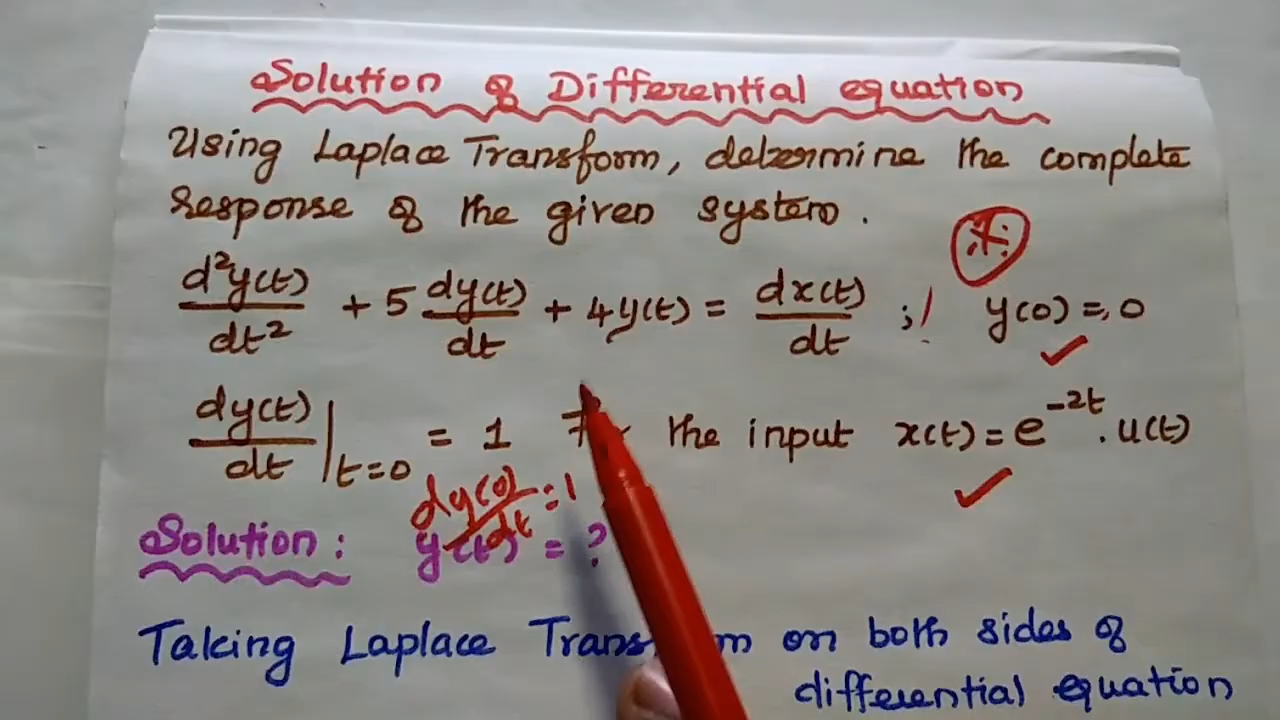 Solution of Differential equation
Using Laplace Transform, determine the complete
response of the given system.
d²y(t)/dt² + 5 dy(t)/dt + 4y(t) = dx(t)/dt ; y(0) = 0
dy(t)/dt |t=0 = 1 the input x(t) = e^-2t . u(t)
dy(0)/dt = 1
Solution: y(t) = ?
Taking Laplace on both sides of
differential equation